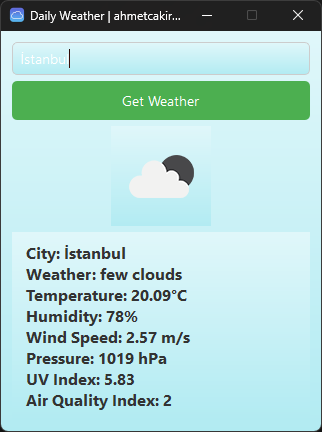 Daily Weather | ahmetcakir...
İstanbul
Get Weather
City: İstanbul
Weather: few clouds
Temperature: 20.09°C
Humidity: 78%
Wind Speed: 2.57 m/s
Pressure: 1019 hPa
UV Index: 5.83
Air Quality Index: 2